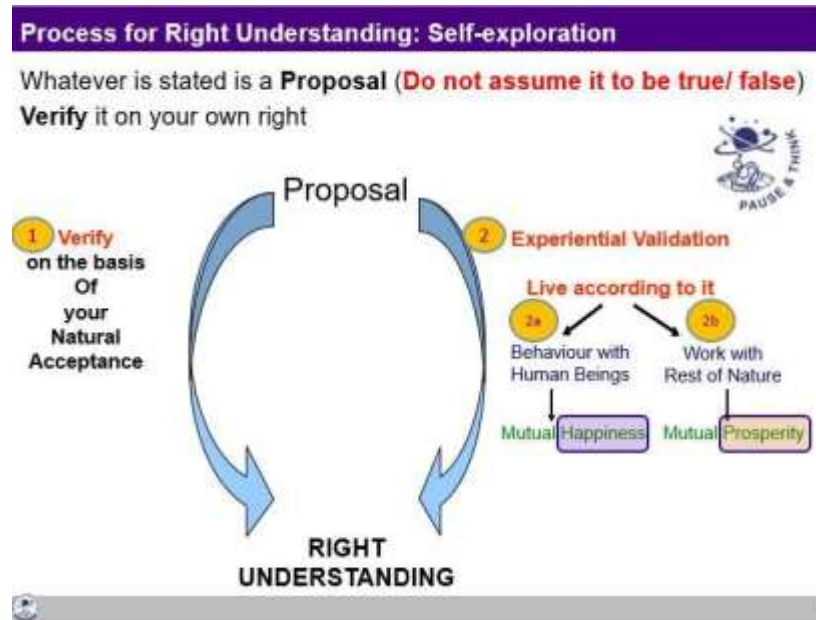 Process for Right Understanding: Self-exploration
Whatever is stated is a Proposal (Do not assume it to be true/ false)
Verify it on your own right
PAUSE & THINK
Proposal
1 Verify
on the basis
Of
your
Natural
Acceptance
2 Experiential Validation
Live according to it
2a
Behaviour with
Human Beings
Mutual Happiness
2b
Work with
Rest of Nature
Mutual Prosperity
RIGHT
UNDERSTANDING